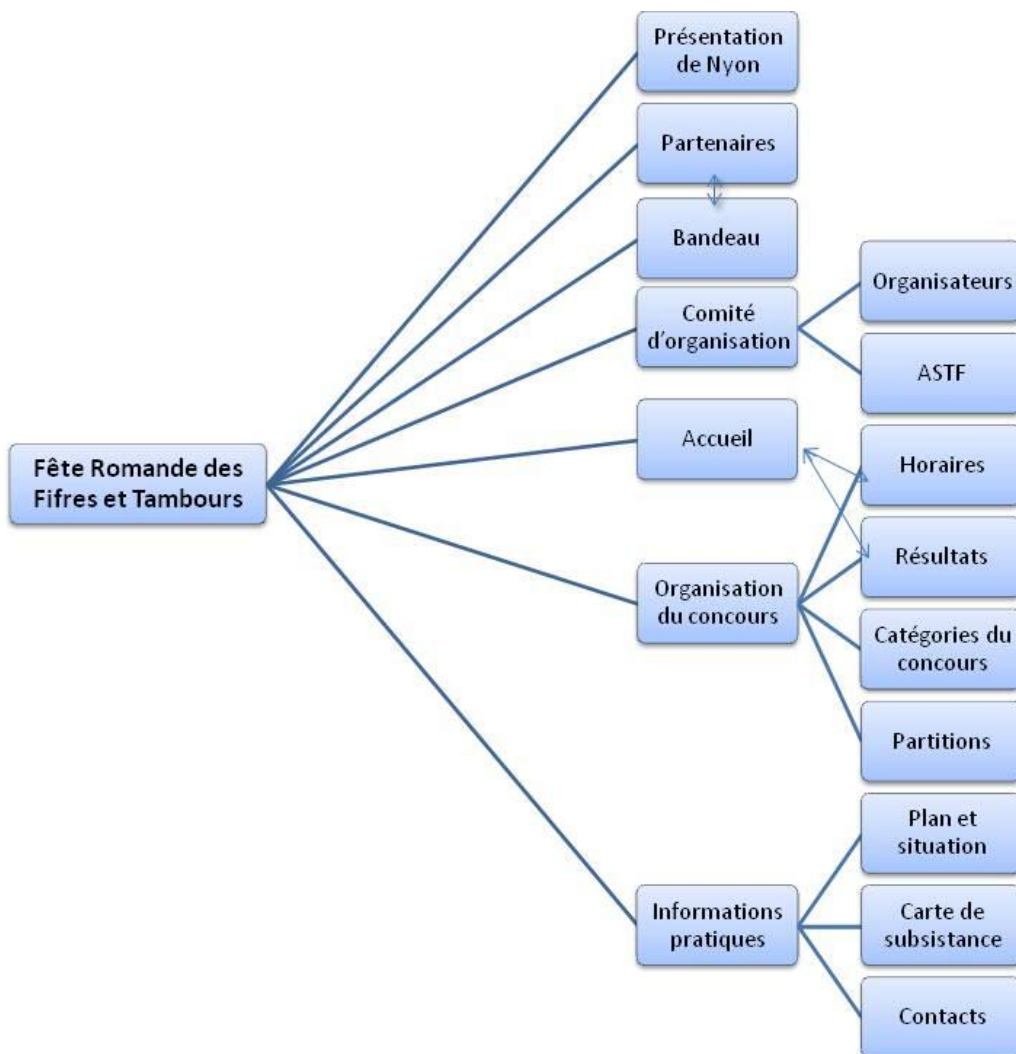 Présentation
de Nyon
Partenaires
Bandeau
Comité
d'organisation
Organisateurs
ASTF
Accueil
Fête Romande des
Fifres et Tambours
Horaires
Résultats
Organisation
du concours
Catégories du
concours
Partitions
Plan et
situation
Informations
pratiques
Carte de
subsistance
Contacts